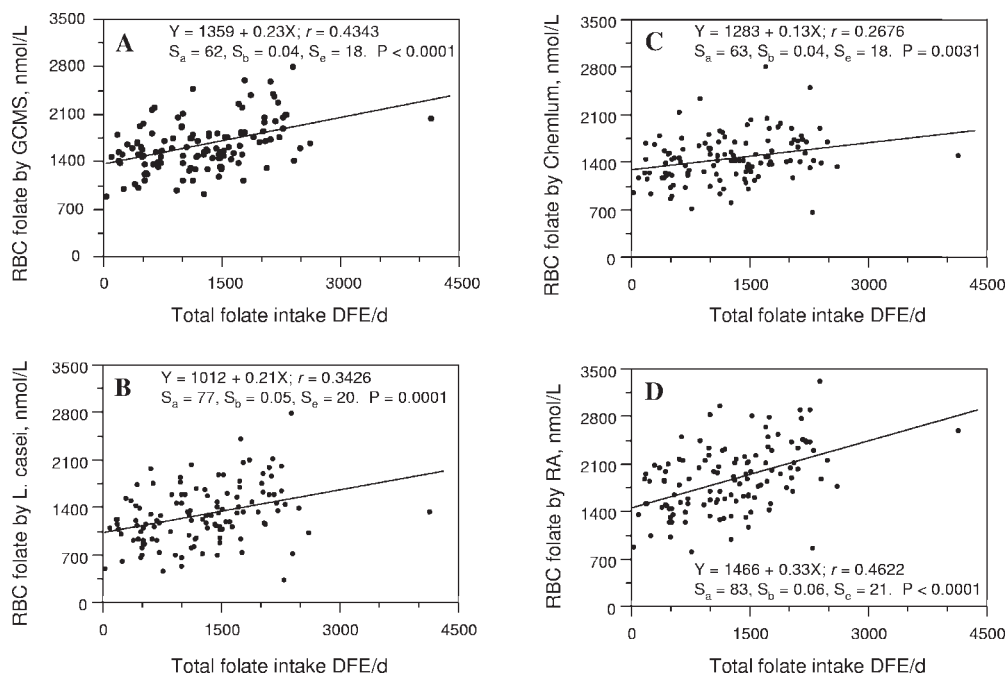 A
Y = 1359 + 0.23X; r = 0.4343
Sa = 62, Sb = 0.04, Se = 18. P < 0.0001
RBC folate by GCMS, nmol/L
3500
2800
2100
1400
700
0
0 1500 3000 4500
Total folate intake DFE/d
C
Y = 1283 + 0.13X; r = 0.2676
Sa = 63, Sb = 0.04, Se = 18. P = 0.0031
RBC folate by Chemlum, nmol/L
3500
2800
2100
1400
700
0
0 1500 3000 4500
Total folate intake DFE/d
B
Y = 1012 + 0.21X; r = 0.3426
Sa = 77, Sb = 0.05, Se = 20. P = 0.0001
RBC folate by L. casei, nmol/L
3500
2800
2100
1400
700
0
0 1500 3000 4500
Total folate intake DFE/d
D
RBC folate by RA, nmol/L
3500
2800
2100
1400
700
0
Y = 1466 + 0.33X; r = 0.4622
Sa = 83, Sb = 0.06, Sc = 21. P < 0.0001
0 1500 3000 4500
Total folate intake DFE/d